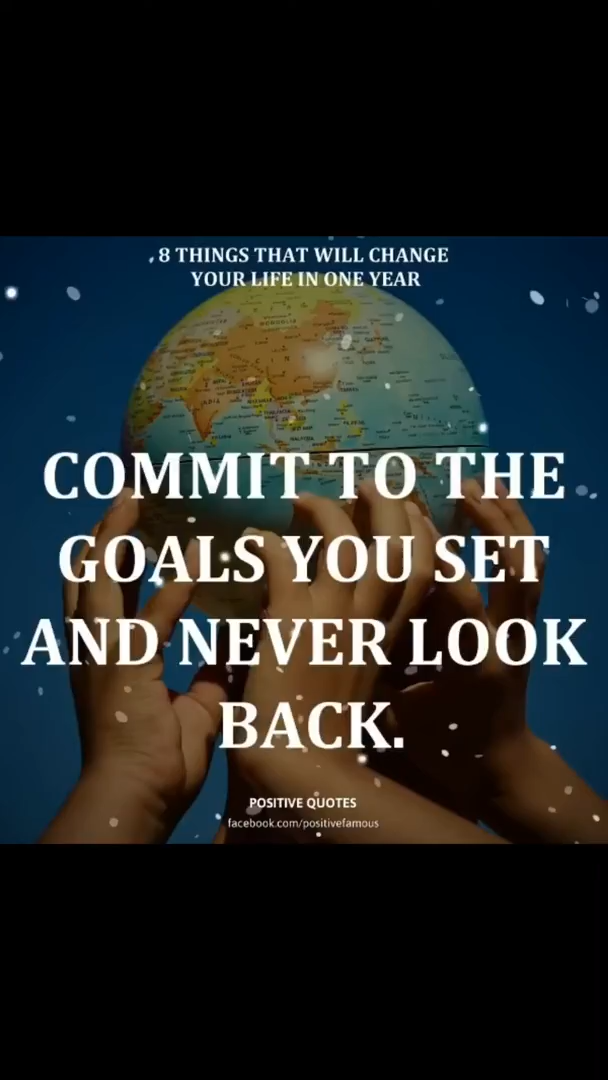 8 THINGS THAT WILL CHANGE
YOUR LIFE IN ONE YEAR
COMMIT TO THE
GOALS YOU SET
AND NEVER LOOK
BACK.
POSITIVE QUOTES
facebook.com/positivefamous